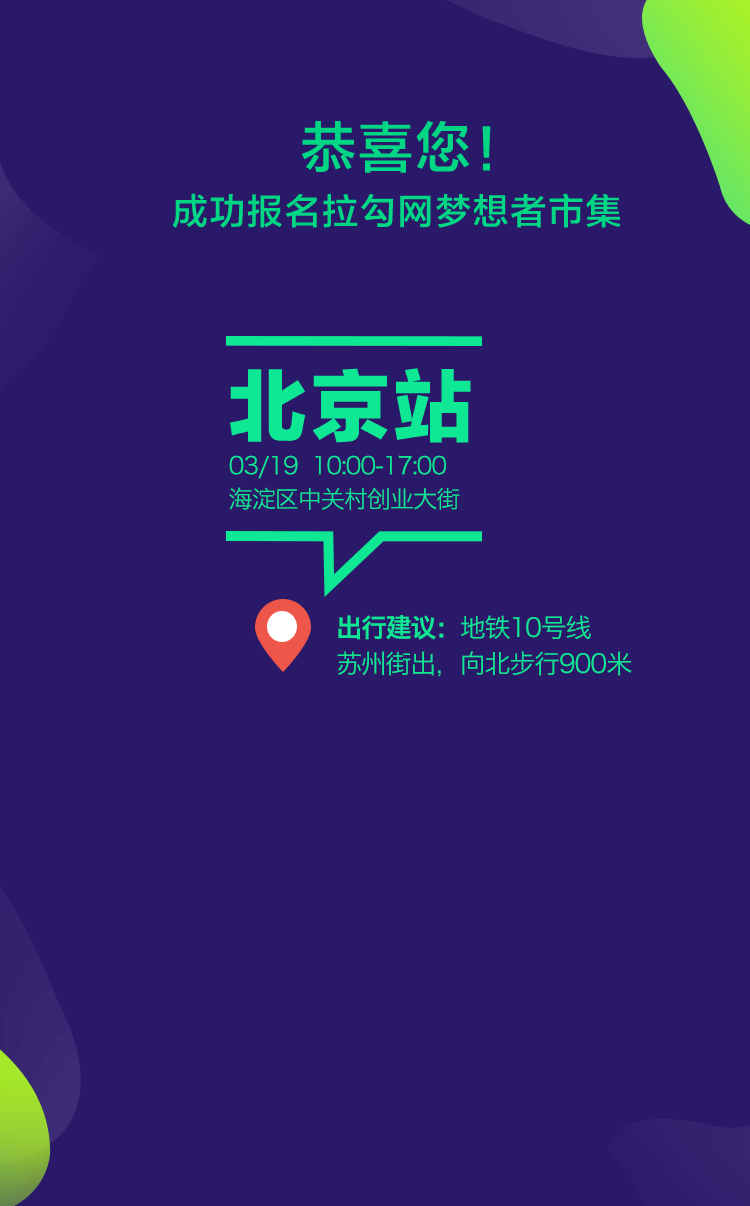 恭喜您！
成功报名拉勾网梦想者市集
北京站
03/19 10:00-17:00
海淀区中关村创业大街
出行建议：地铁10号线
苏州街出，向北步行900米